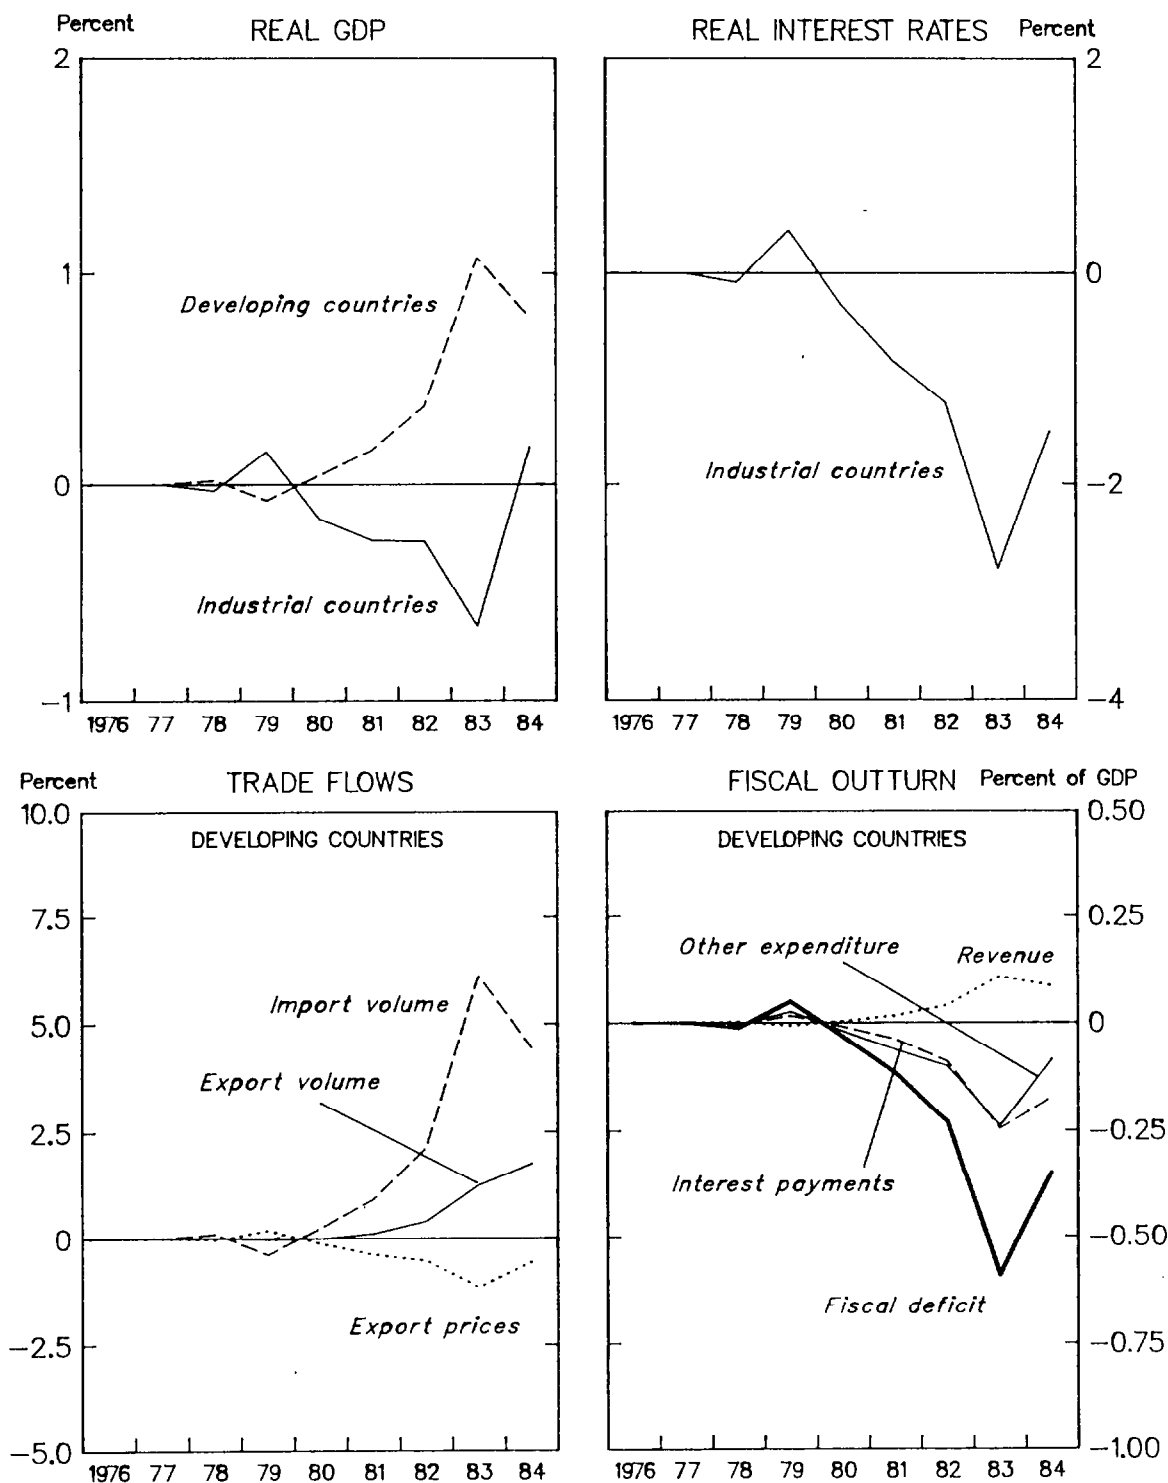 Percent REAL GDP
2
1
0
-1
Developing countries
Industrial countries
1976 77 78 79 80 81 82 83 84
REAL INTEREST RATES Percent
2
0
-2
-4
Industrial countries
1976 77 78 79 80 81 82 83 84
Percent TRADE FLOWS
DEVELOPING COUNTRIES
10.0
7.5
5.0
2.5
0
-2.5
-5.0
Import volume
Export volume
Export prices
1976 77 78 79 80 81 82 83 84
FISCAL OUTTURN Percent of GDP
DEVELOPING COUNTRIES
0.50
0.25
0
-0.25
-0.50
-0.75
-1.00
Other expenditure
Revenue
Interest payments
Fiscal deficit
1976 77 78 79 80 81 82 83 84